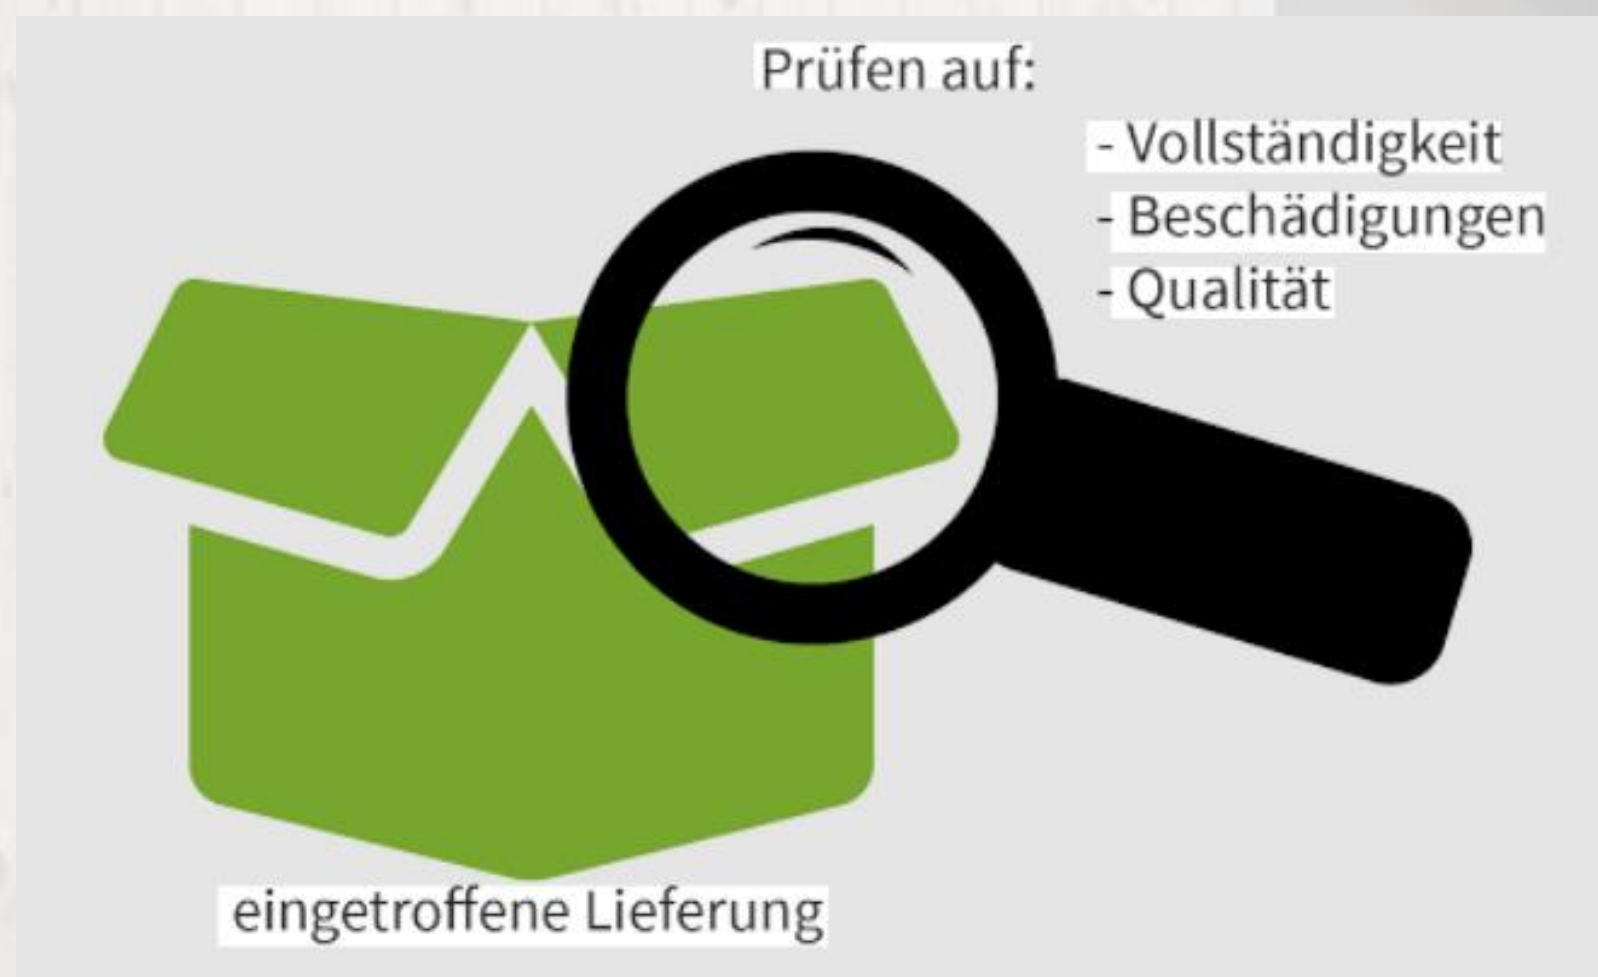 Prüfen auf:
- Vollständigkeit
- Beschädigungen
- Qualität
eingetroffene Lieferung